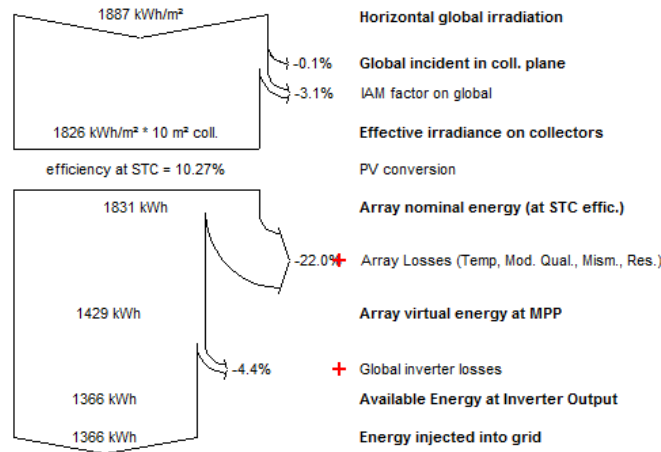 1887 kWh/m² Horizontal global irradiation
-0.1% Global incident in coll. plane
-3.1% IAM factor on global
1826 kWh/m² * 10 m² coll. Effective irradiance on collectors
efficiency at STC = 10.27% PV conversion
1831 kWh Array nominal energy (at STC effic.)
-22.0% + Array Losses (Temp, Mod. Qual., Mism., Res.)
1429 kWh Array virtual energy at MPP
-4.4% + Global inverter losses
1366 kWh Available Energy at Inverter Output
1366 kWh Energy injected into grid